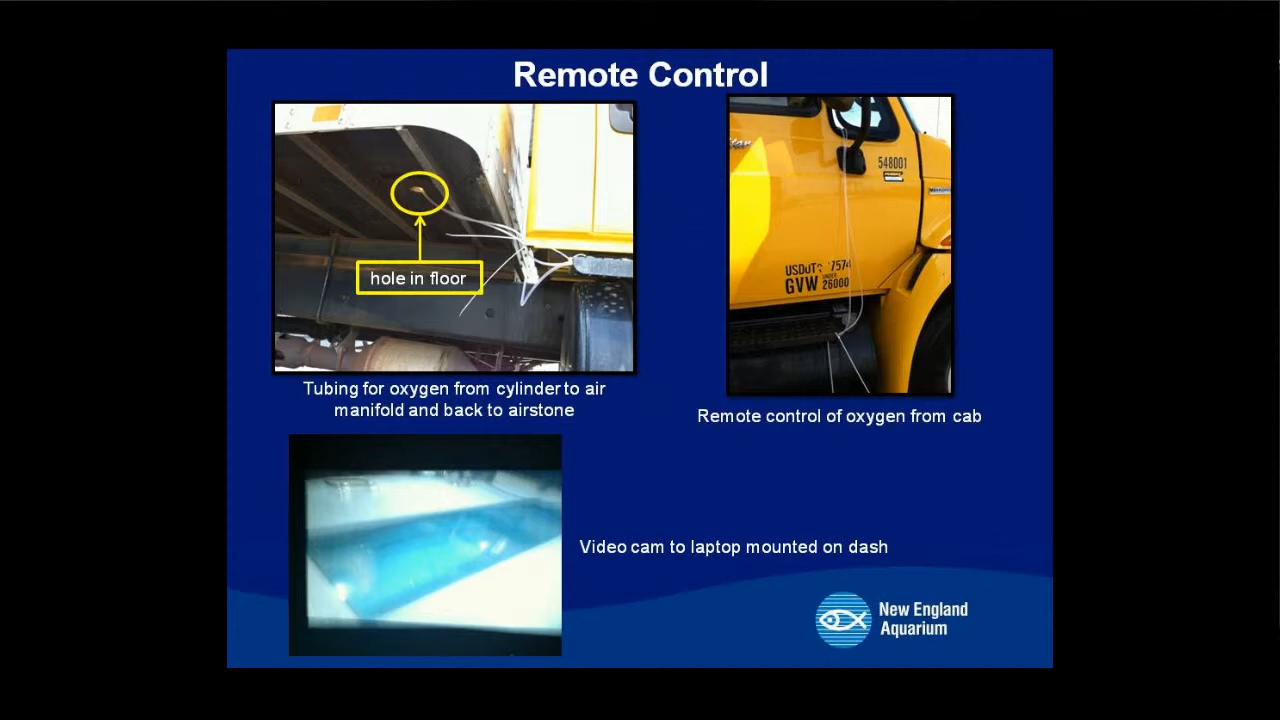 Remote Control
hole in floor
548001
GVW
26000
Tubing for oxygen from cylinder to air
manifold and back to airstone
Remote control of oxygen from cab
Video cam to laptop mounted on dash
New England
Aquarium